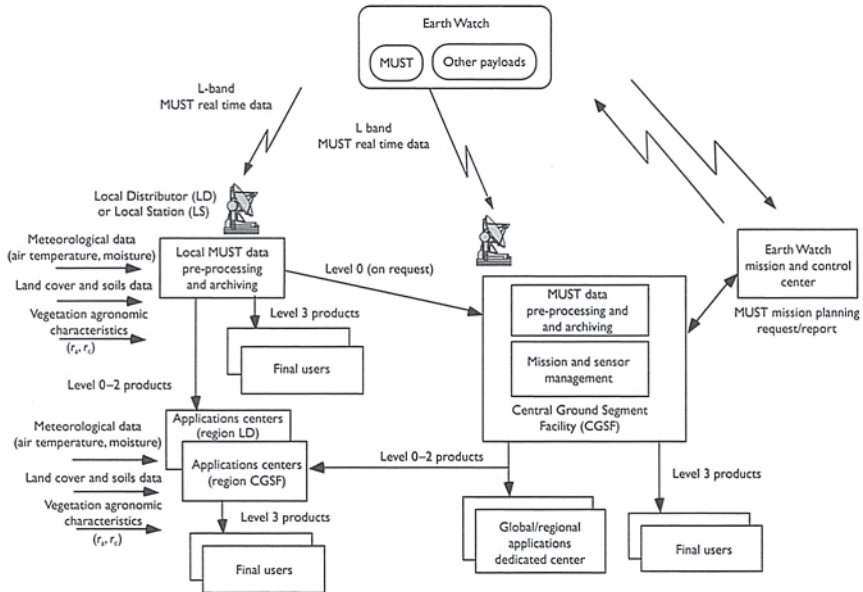 Earth Watch
MUST
Other payloads
L-band
MUST real time data
L band
MUST real time data
Local Distributor (LD)
or Local Station (LS)
Meteorological data
(air temperature, moisture)
Land cover and soils data
Vegetation agronomic
characteristics
(rₐ, r꜀)
Local MUST data
pre-processing
and archiving
Level 0 (on request)
Earth Watch
mission and control
center
MUST mission planning
request/report
MUST data
pre-processing and
and archiving
Mission and sensor
management
Central Ground Segment
Facility (CGSF)
Level 3 products
Final users
Level 0–2 products
Meteorological data
(air temperature, moisture)
Land cover and soils data
Vegetation agronomic
characteristics
(rₐ, r꜀)
Applications centers
(region LD)
Applications centers
(region CGSF)
Level 0–2 products
Level 3 products
Final users
Global/regional
applications
dedicated center
Level 3 products
Final users